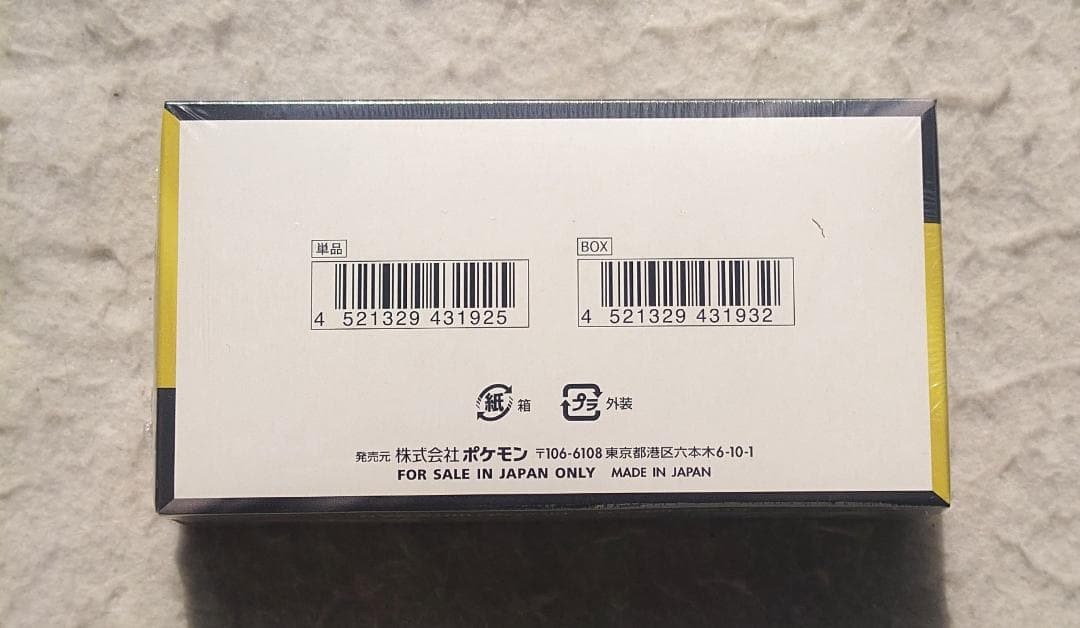 単品
4 521329 431925
BOX
4 521329 431932
紙 箱
プラ 外装
発売元 株式会社ポケモン 〒106-6108 東京都港区六本木6-10-1
FOR SALE IN JAPAN ONLY MADE IN JAPAN